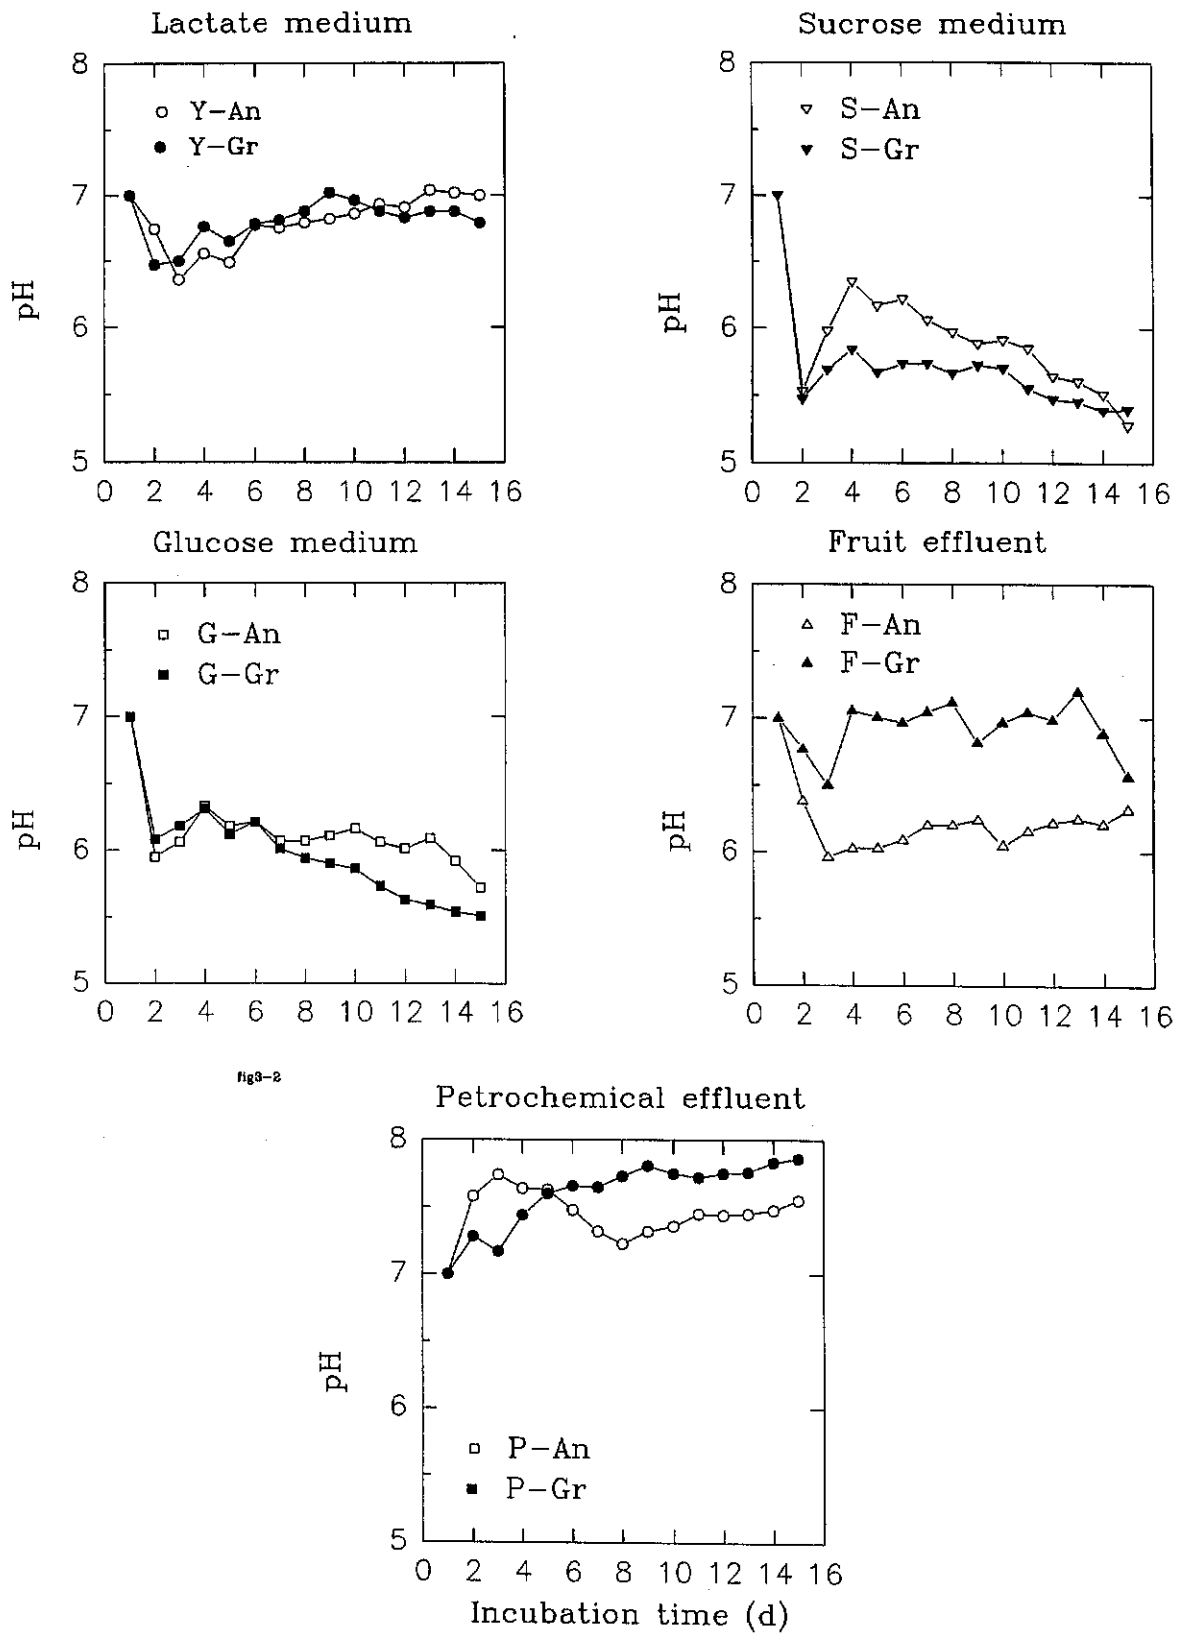 Lactate medium
8
7
6
5
pH
Y-An
Y-Gr
0 2 4 6 8 10 12 14 16
Sucrose medium
8
7
6
5
pH
S-An
S-Gr
0 2 4 6 8 10 12 14 16
Glucose medium
8
7
6
5
pH
G-An
G-Gr
0 2 4 6 8 10 12 14 16
Fruit effluent
8
7
6
5
pH
F-An
F-Gr
0 2 4 6 8 10 12 14 16
fig3-2
Petrochemical effluent
8
7
6
5
pH
P-An
P-Gr
0 2 4 6 8 10 12 14 16
Incubation time (d)